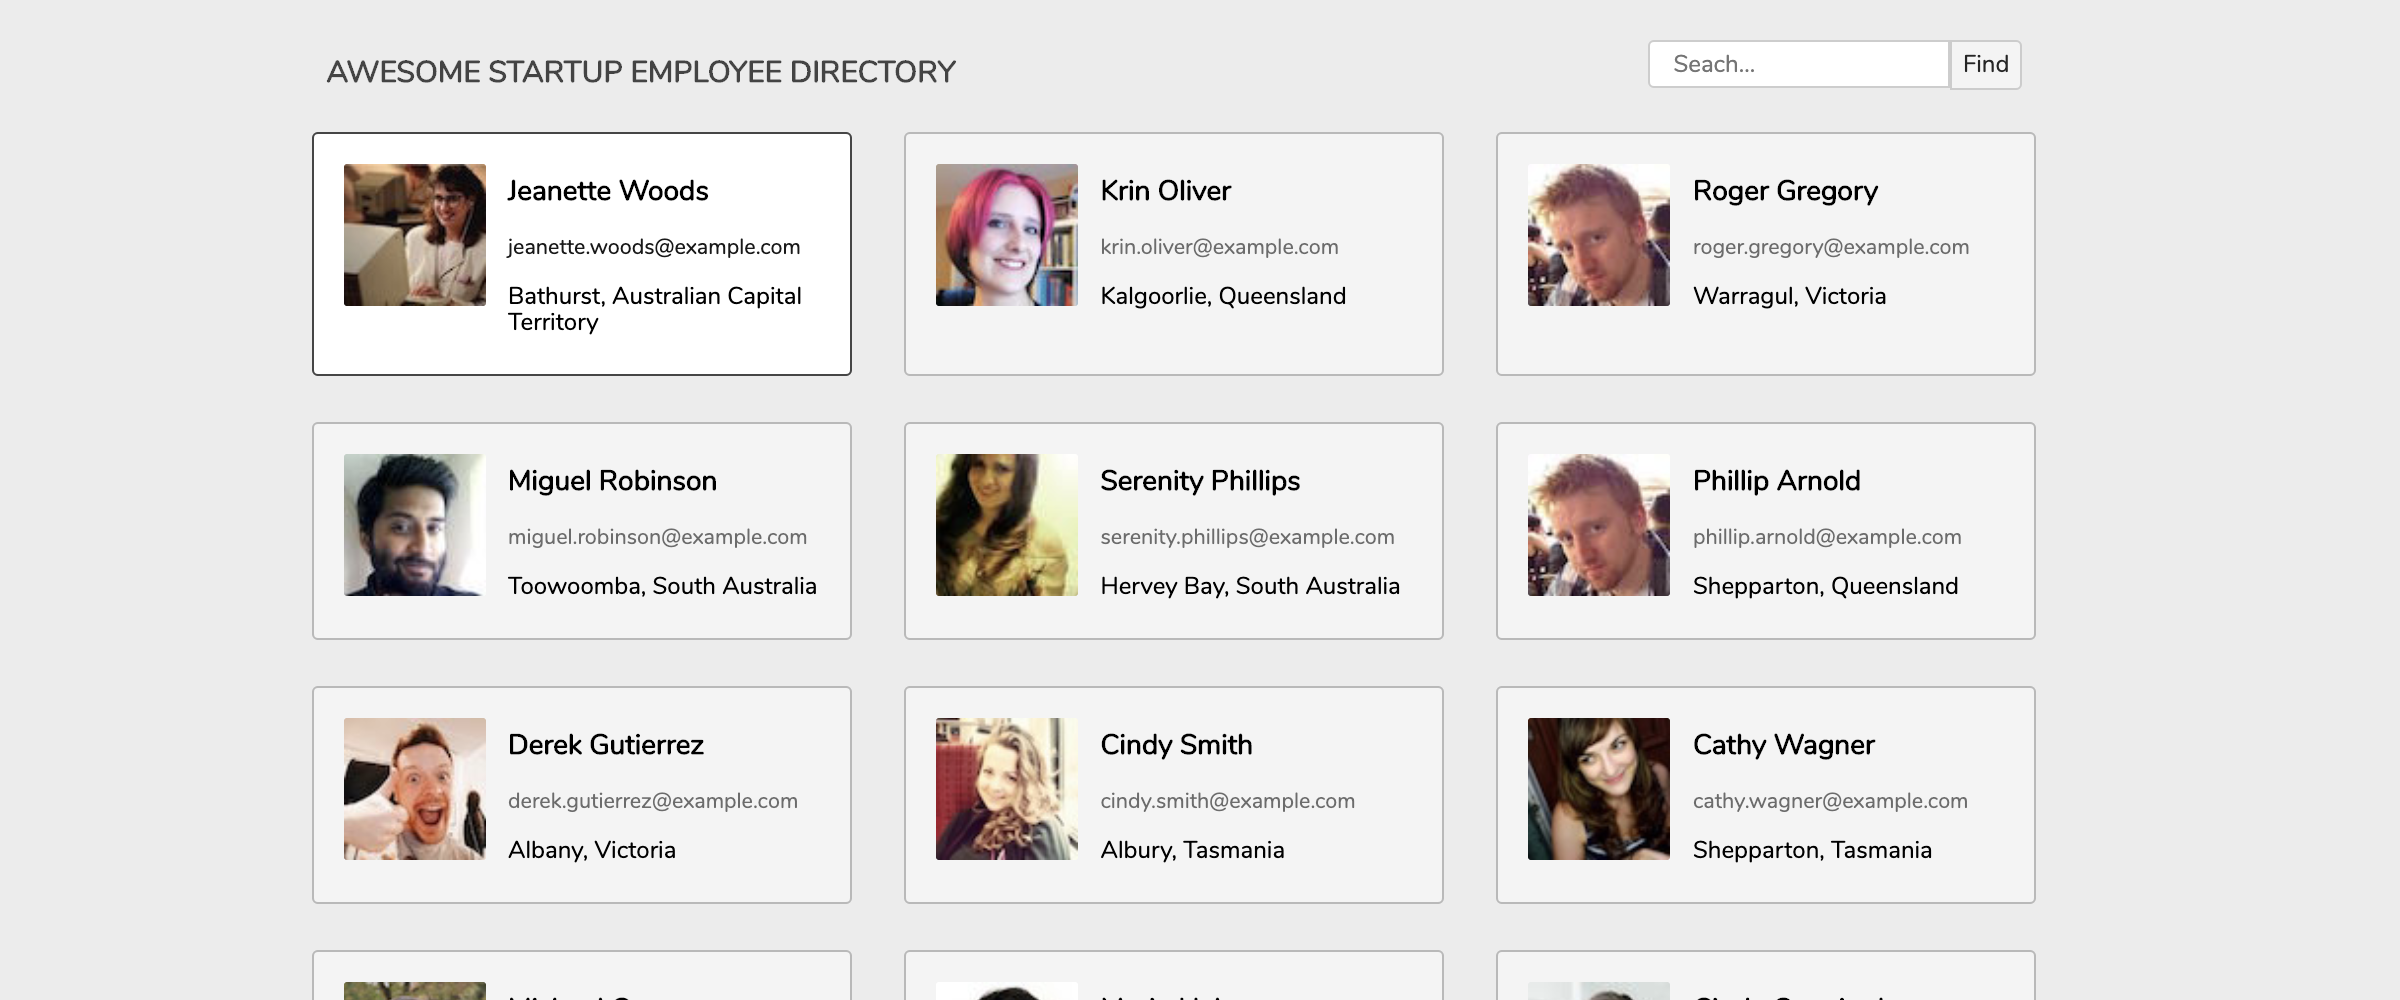 AWESOME STARTUP EMPLOYEE DIRECTORY
Seach...
Find
Jeanette Woods
jeanette.woods@example.com
Bathurst, Australian Capital
Territory
Krin Oliver
krin.oliver@example.com
Kalgoorlie, Queensland
Roger Gregory
roger.gregory@example.com
Warragul, Victoria
Miguel Robinson
miguel.robinson@example.com
Toowoomba, South Australia
Serenity Phillips
serenity.phillips@example.com
Hervey Bay, South Australia
Phillip Arnold
phillip.arnold@example.com
Shepparton, Queensland
Derek Gutierrez
derek.gutierrez@example.com
Albany, Victoria
Cindy Smith
cindy.smith@example.com
Albury, Tasmania
Cathy Wagner
cathy.wagner@example.com
Shepparton, Tasmania